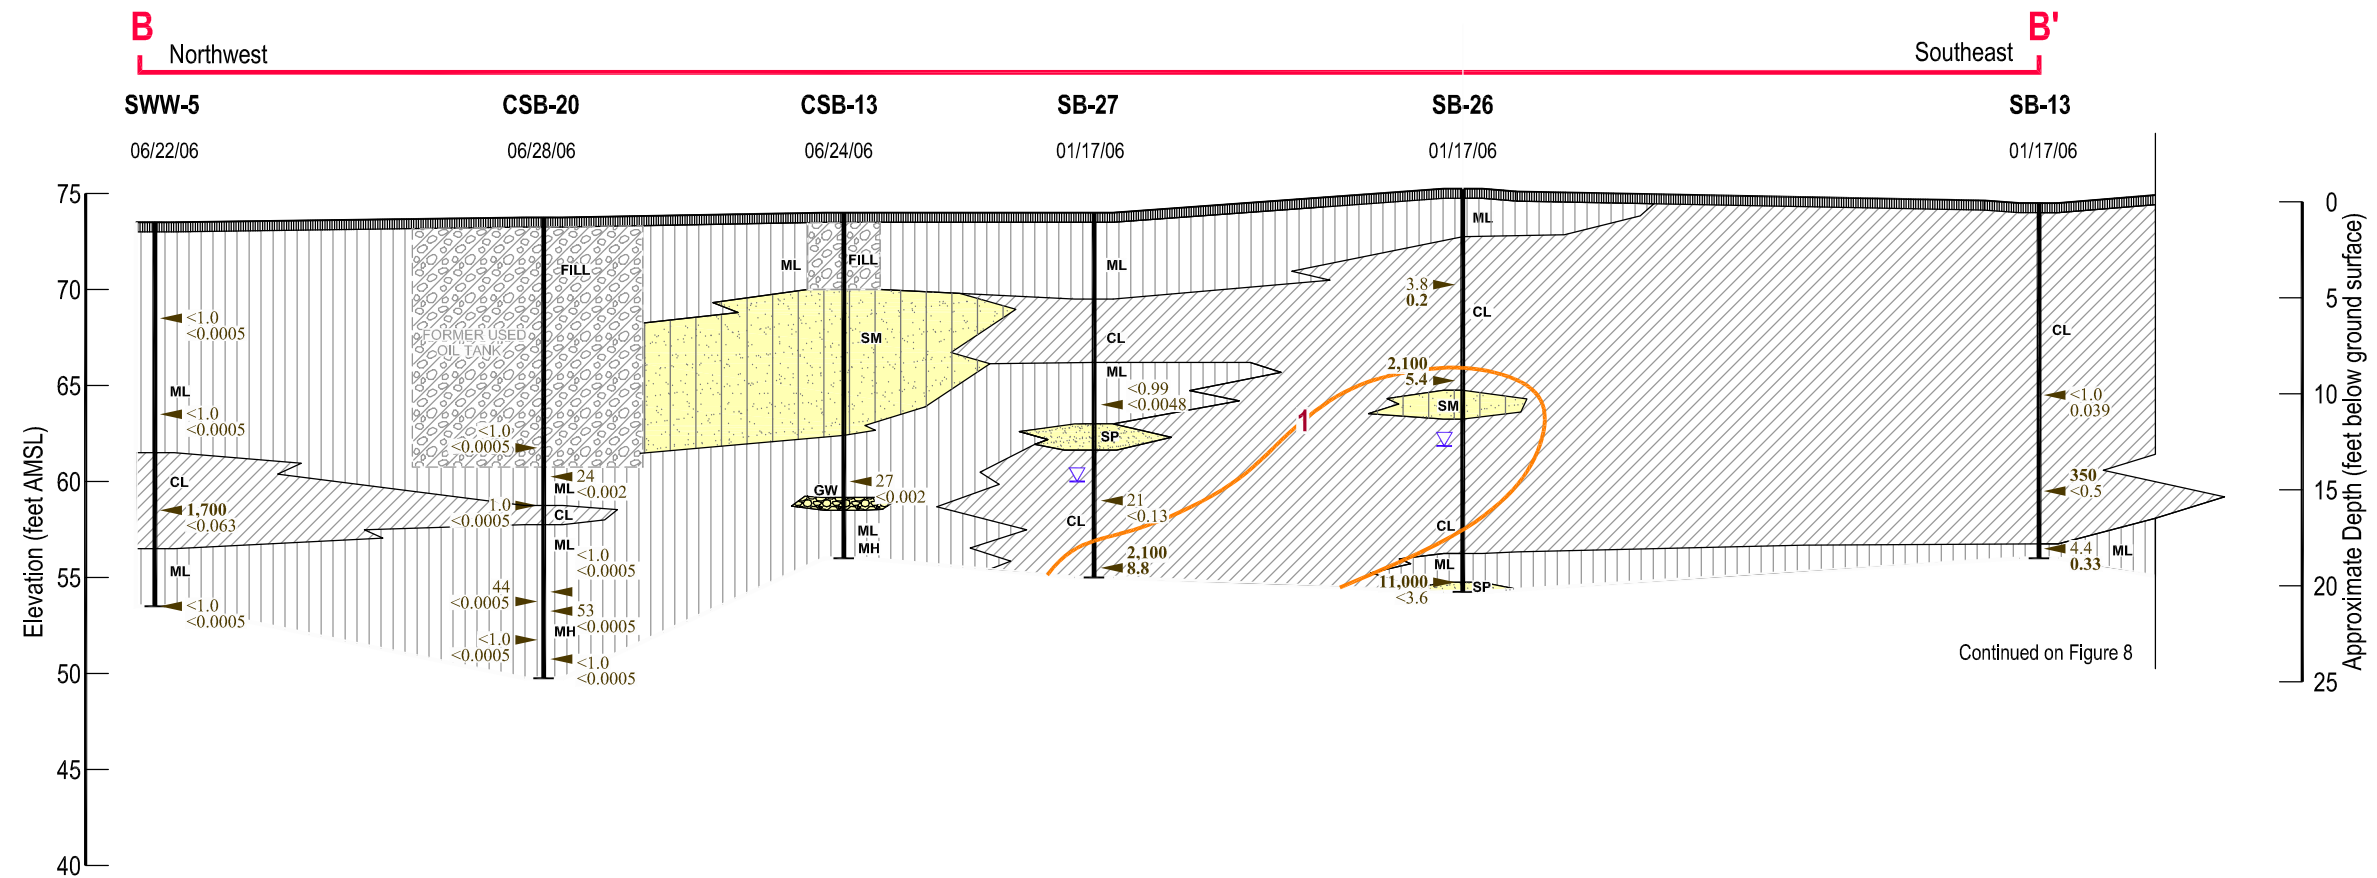 B
B'
Northwest
Southeast
SWW-5
CSB-20
CSB-13
SB-27
SB-26
SB-13
06/22/06
06/28/06
06/24/06
01/17/06
01/17/06
01/17/06
Elevation (feet AMSL)
75
70
65
60
55
50
45
40
<1.0
<0.0005
ML
<1.0
<0.0005
CL
1,700
<0.063
ML
<1.0
<0.0005
FILL
FORMER USED
OIL TANK
<1.0
<0.0005
24
<0.002
ML
1.0
<0.0005
CL
ML
<1.0
<0.0005
44
<0.0005
53
<0.0005
MH
<1.0
<0.0005
<1.0
<0.0005
ML
FILL
SM
27
<0.002
GW
ML
MH
ML
CL
ML
<0.99
<0.0048
SP
21
<0.13
CL
2,100
8.8
1
ML
3.8
0.2
CL
2,100
5.4
SM
CL
ML
11,000
<3.6
SP
CL
<1.0
0.039
350
<0.5
4.4
0.33
ML
Continued on Figure 8
0
5
10
15
20
25
Approximate Depth (feet below ground surface)